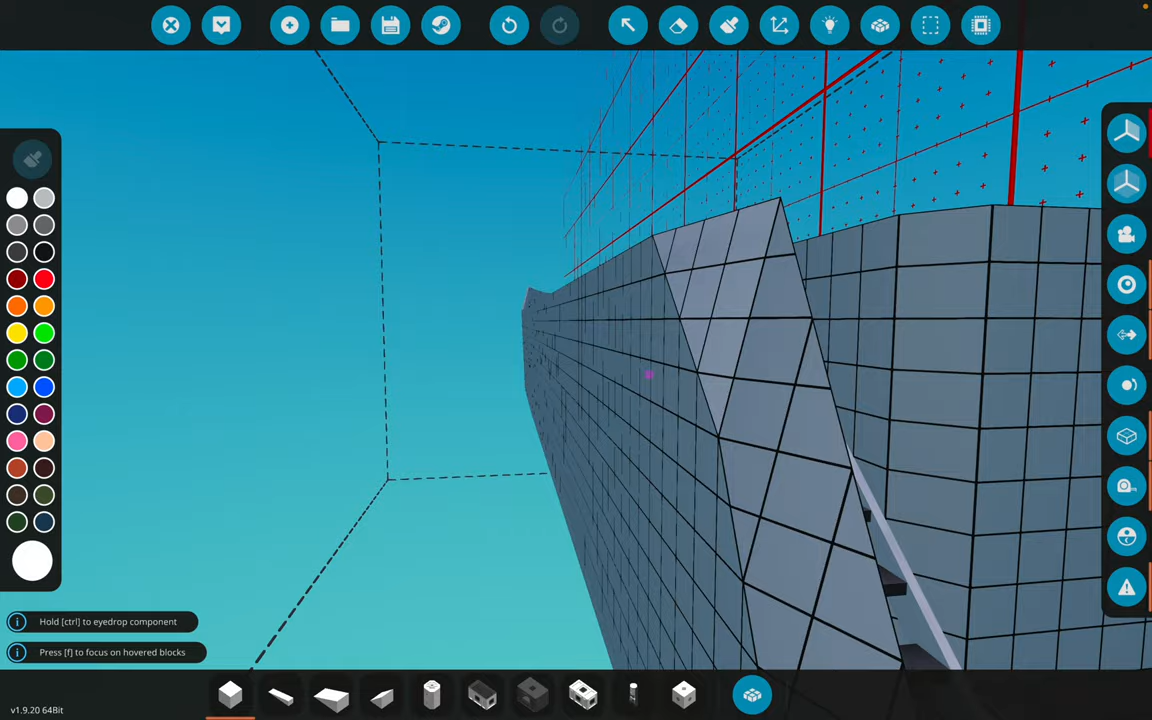 Hold [ctrl] to eyedrop component
Press [f] to focus on hovered blocks
v1.9.20 64Bit